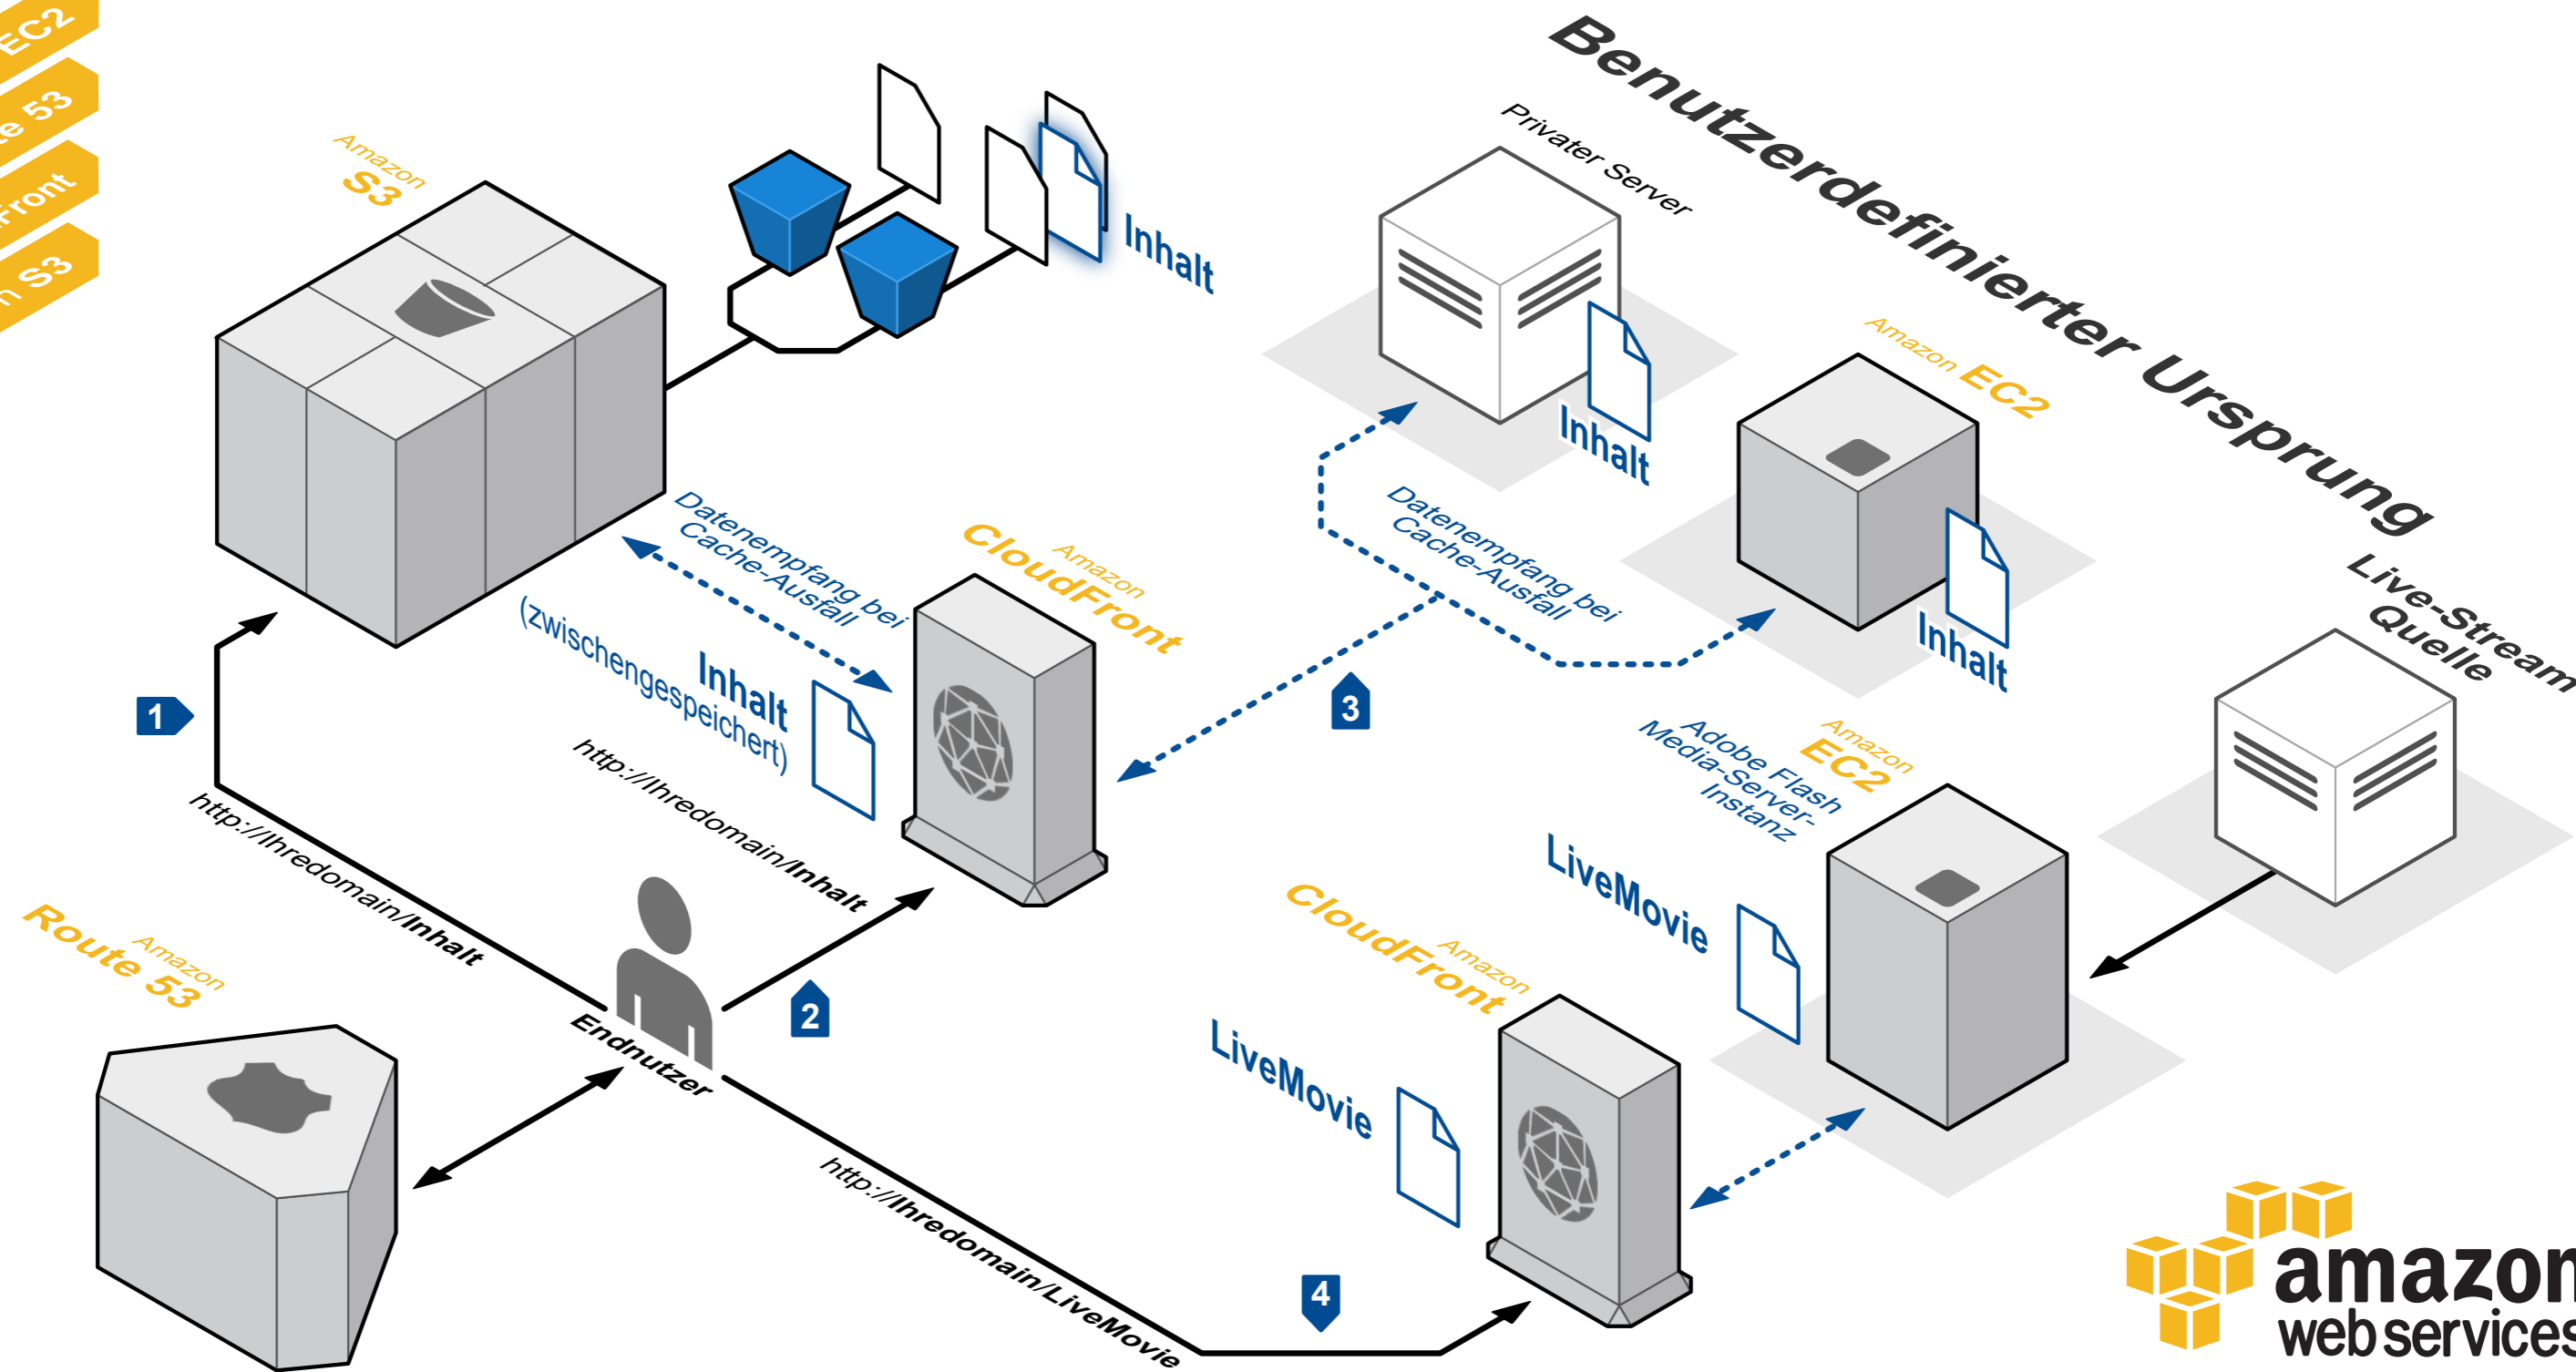 EC2
53
Front
S3
Benutzerdefinierter Ursprung
Privater Server
Amazon
S3
Inhalt
Amazon EC2
Inhalt
Datenempfang bei
Cache-Ausfall
Datenempfang bei
Cache-Ausfall
Amazon
CloudFront
Inhalt
(zwischengespeichert)
Inhalt
Live-Stream
Quelle
1
3
http://Ihredomain/Inhalt
http://Ihredomain/Inhalt
Amazon
EC2
Adobe Flash
Media-Server-
Instanz
LiveMovie
Amazon
Route 53
Endnutzer
2
Amazon
CloudFront
LiveMovie
http://Ihredomain/LiveMovie
4
amazon
web services